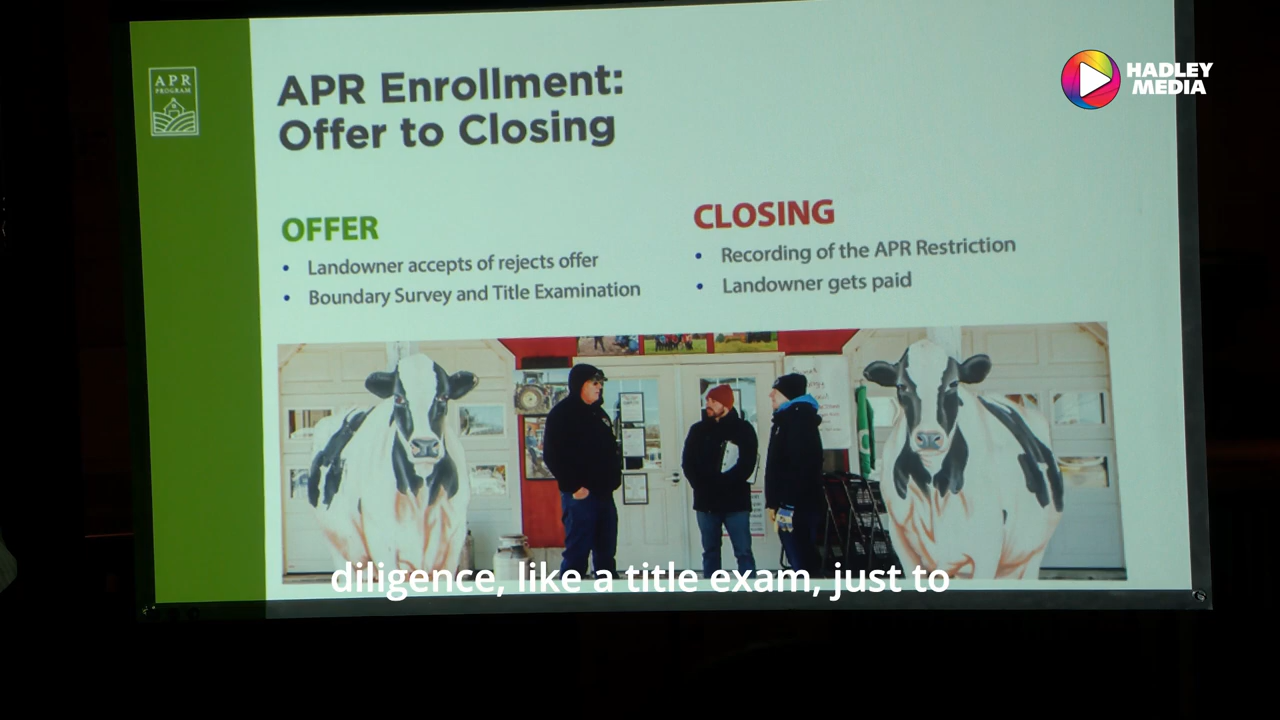 APR
PROGRAM
APR Enrollment:
Offer to Closing
HADLEY
MEDIA
OFFER
• Landowner accepts of rejects offer
• Boundary Survey and Title Examination
CLOSING
• Recording of the APR Restriction
• Landowner gets paid
diligence, like a title exam, just to